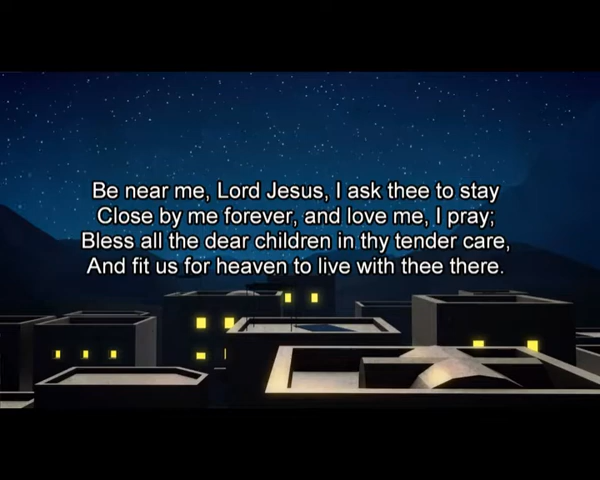 Be near me, Lord Jesus, I ask thee to stay
Close by me forever, and love me, I pray;
Bless all the dear children in thy tender care,
And fit us for heaven to live with thee there.